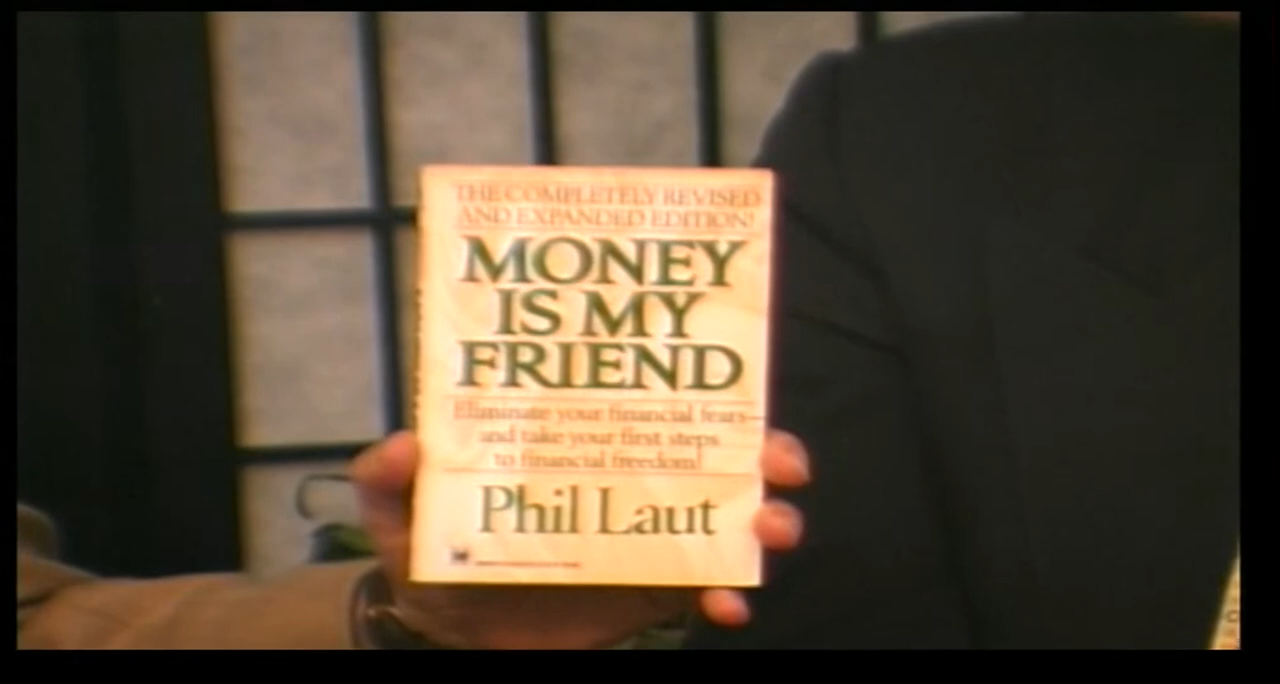 THE COMPLETELY REVISED
AND EXPANDED EDITION!
MONEY
IS MY
FRIEND
Eliminate your financial fears—
and take your first steps
to financial freedom!
Phil Laut